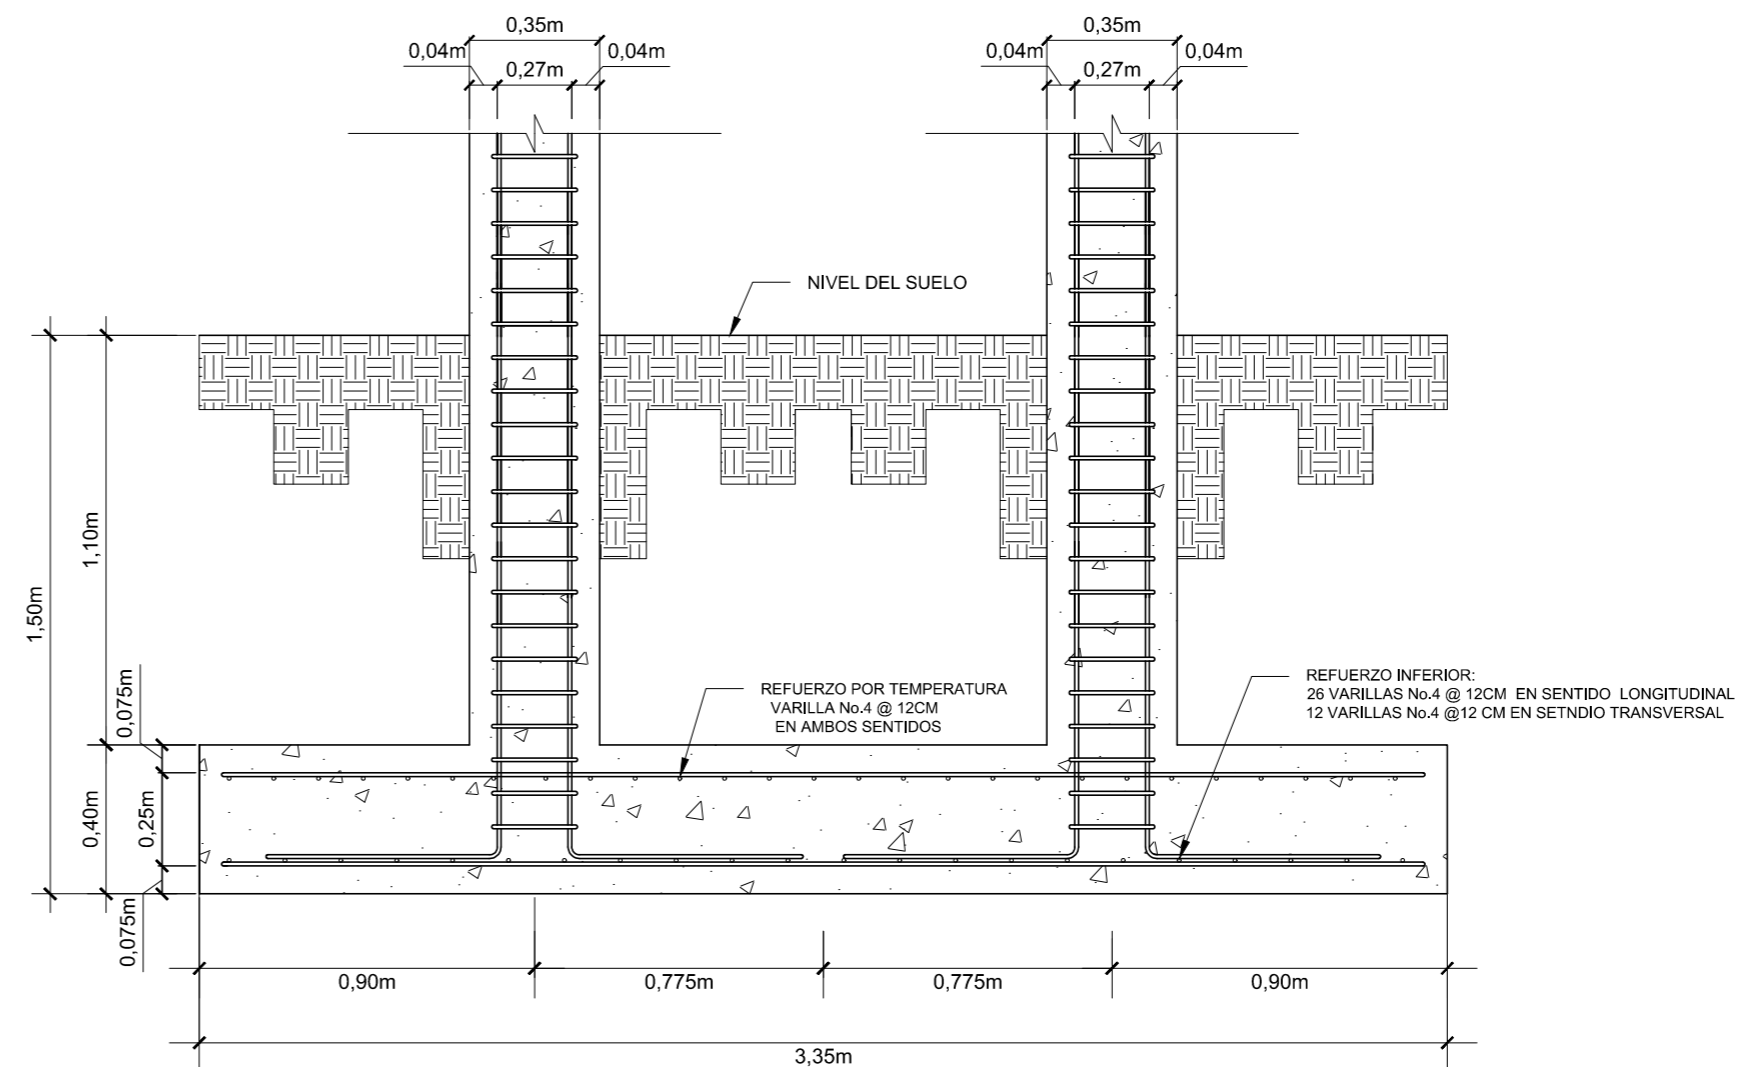 0,35m
0,35m
0,04m
0,04m
0,04m
0,04m
0,27m
0,27m
NIVEL DEL SUELO
1,10m
1,50m
REFUERZO POR TEMPERATURA
VARILLA No.4 @ 12CM
EN AMBOS SENTIDOS
REFUERZO INFERIOR:
26 VARILLAS No.4 @ 12CM EN SENTIDO LONGITUDINAL
12 VARILLAS No.4 @12 CM EN SETNDIO TRANSVERSAL
0,075m
0,40m
0,25m
0,075m
0,90m
0,775m
0,775m
0,90m
3,35m